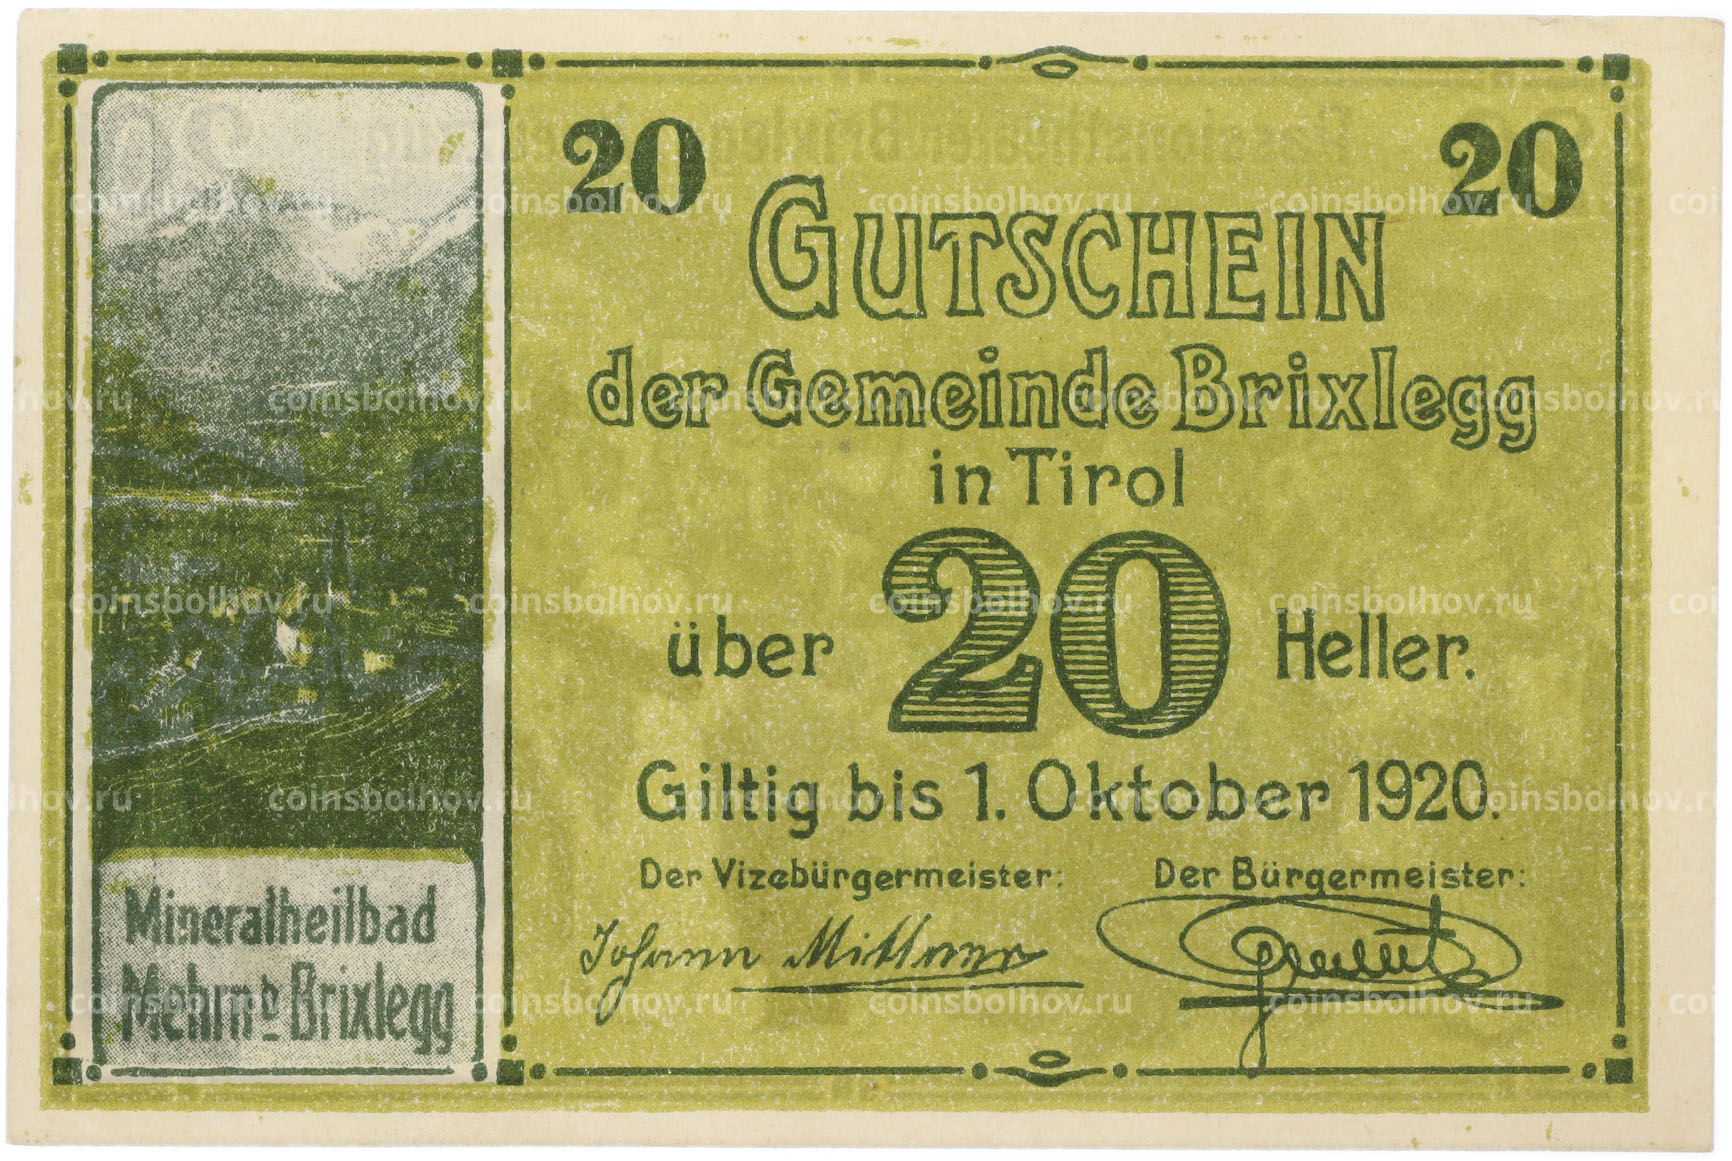 20 20
GUTSCHEIN
der Gemeinde Brixlegg
in Tirol
über 20 Heller.
Giltig bis 1. Oktober 1920.
Der Vizebürgermeister: Der Bürgermeister:
Johann
Mineralheilbad
Mehrn b Brixlegg
coinsbolhov.ru